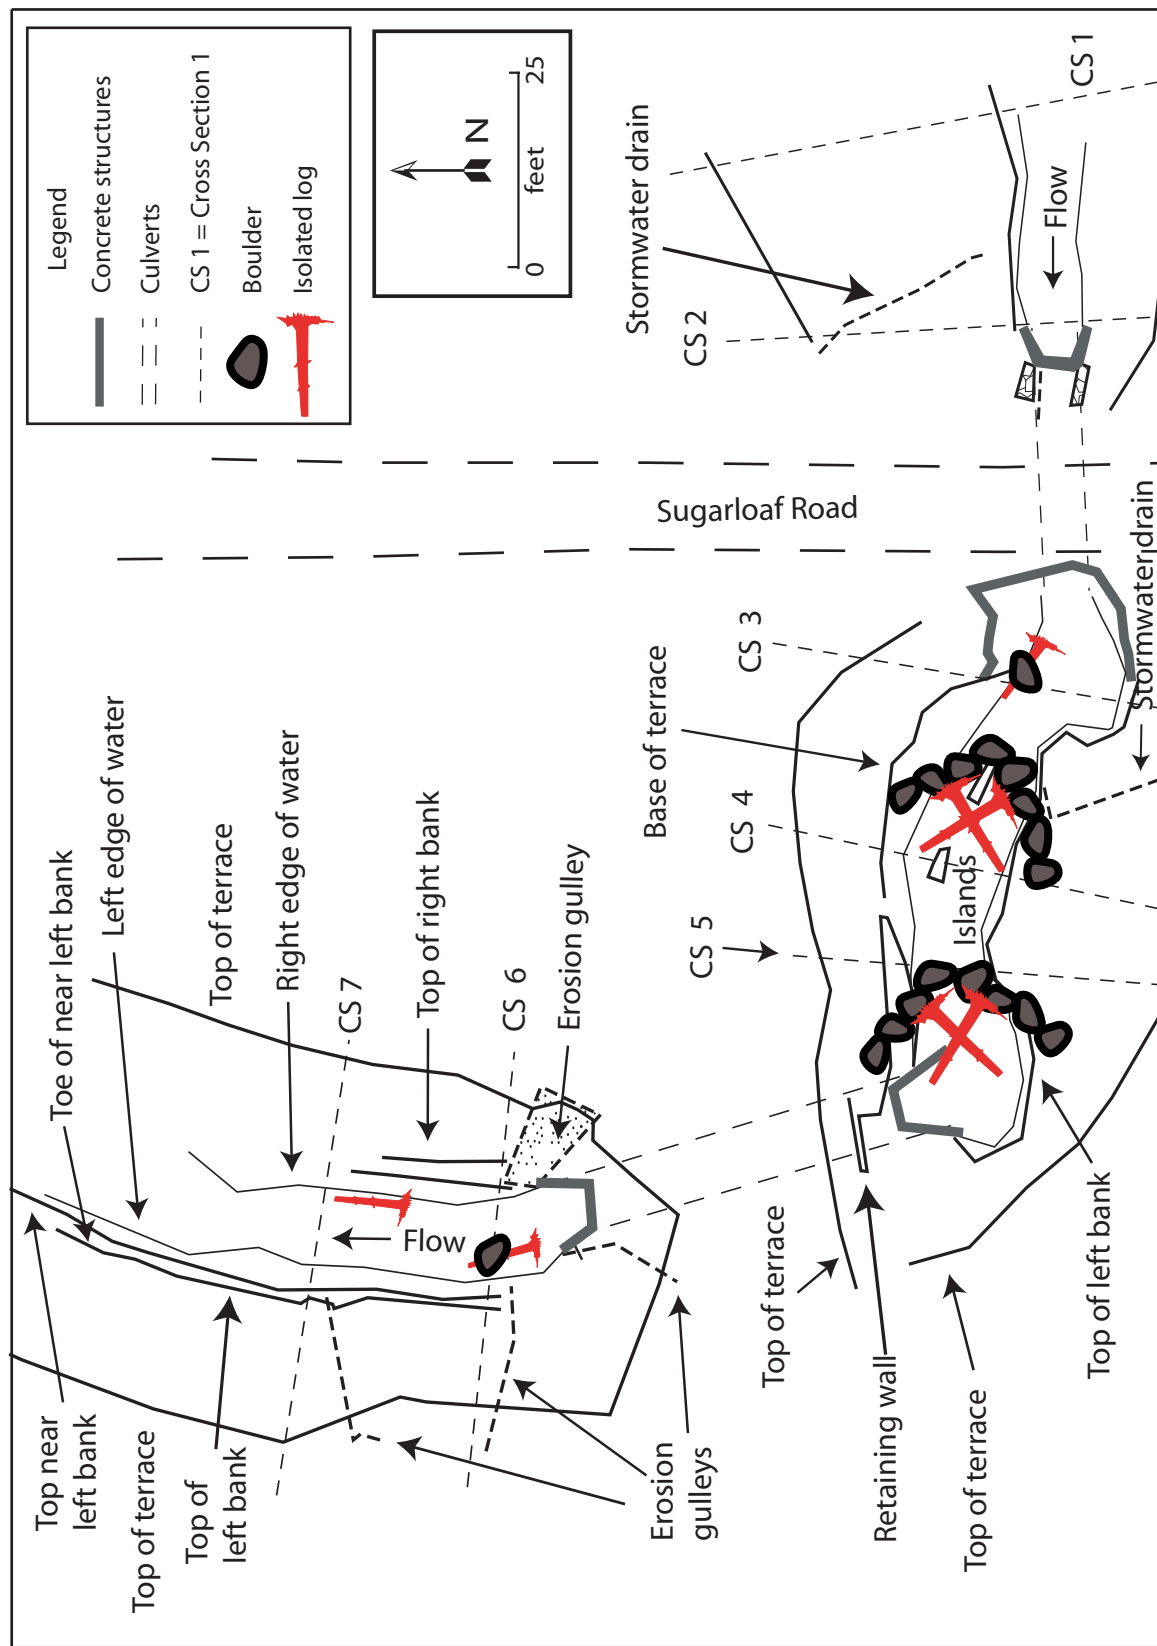 Legend
Concrete structures
Culverts
CS 1 = Cross Section 1
Boulder
Isolated log
N
0
feet
25
Toe of near left bank
Left edge of water
Top of terrace
Right edge of water
CS 7
Top of right bank
CS 6
Erosion gulley
Flow
Top near
left bank
Top of terrace
Top of
left bank
Erosion
gulleys
Sugarloaf Road
Stormwater drain
CS 2
CS 1
Flow
Base of terrace
CS 3
CS 4
CS 5
Islands
Stormwater drain
Top of terrace
Retaining wall
Top of terrace
Top of left bank